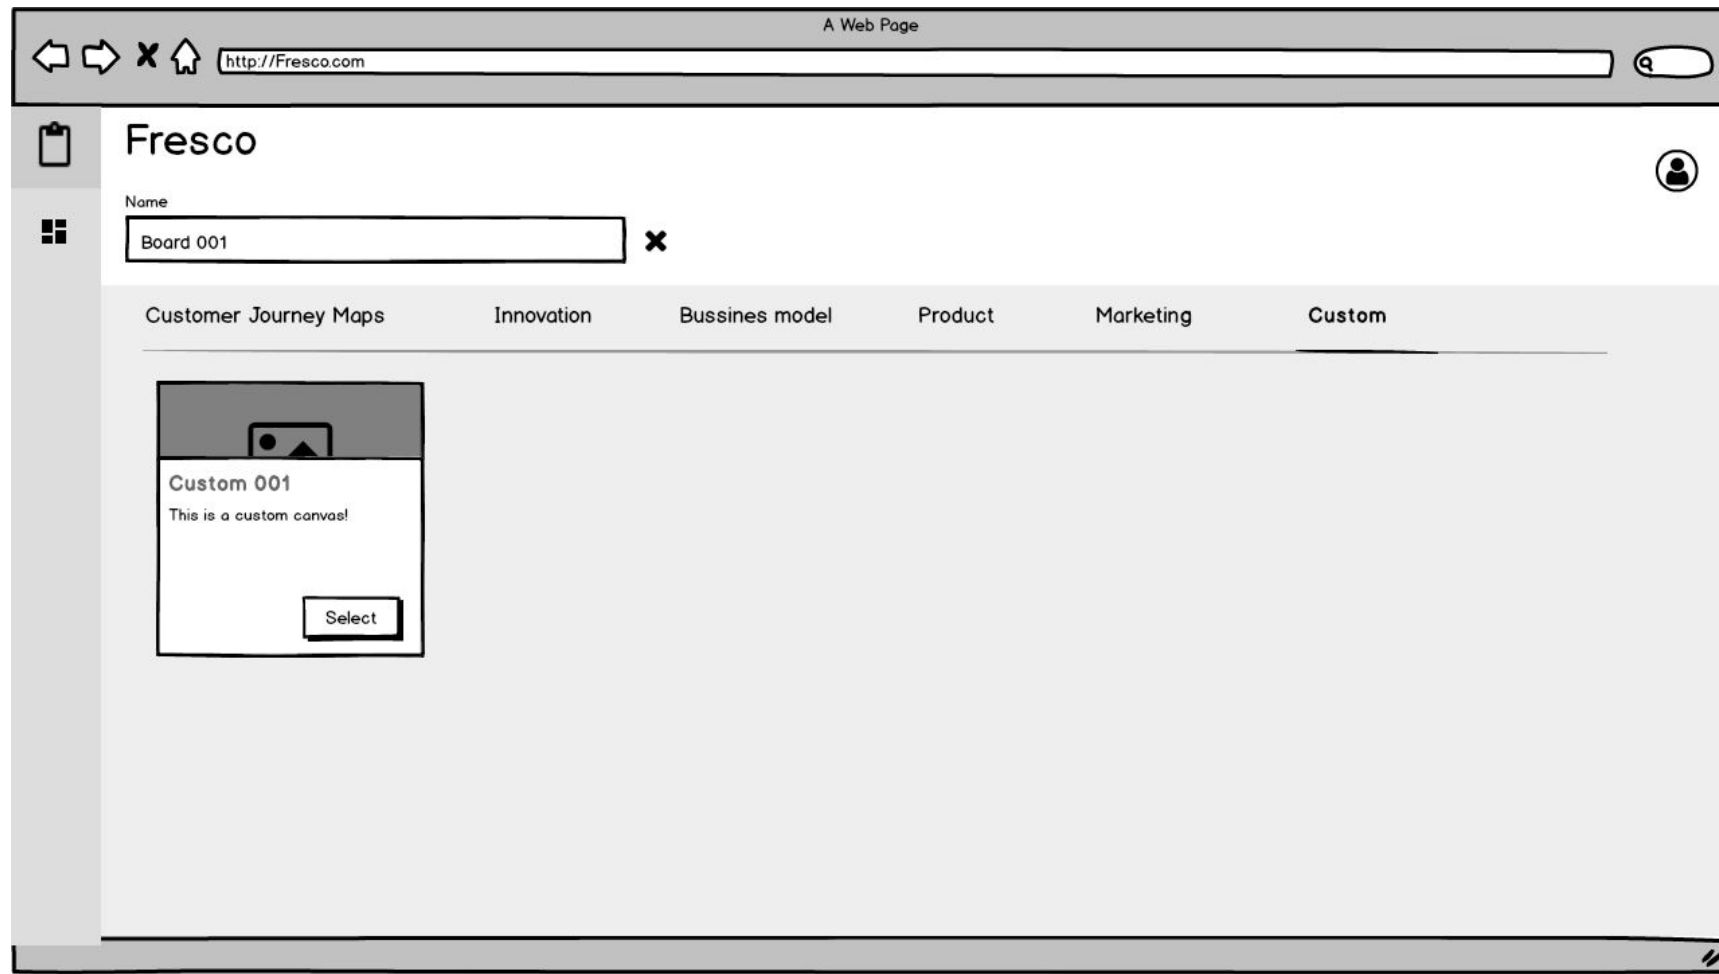 A Web Page
http://Fresco.com
Fresco
Name
Board 001
Customer Journey Maps Innovation Bussines model Product Marketing Custom
Custom 001
This is a custom canvas!
Select